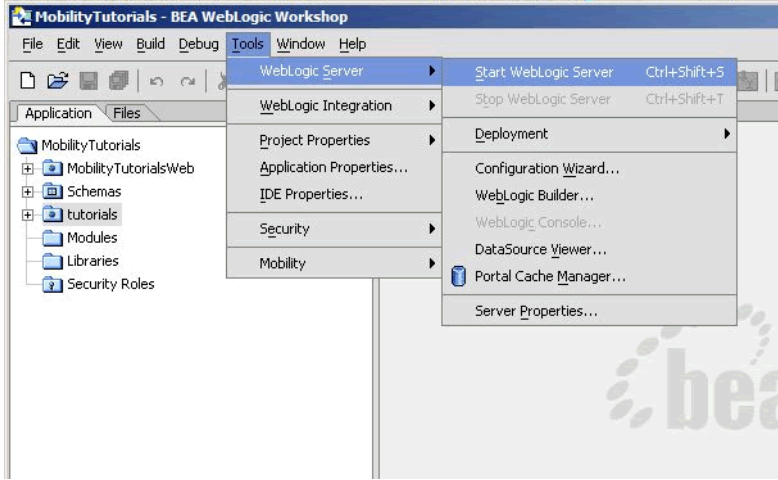 MobilityTutorials - BEA WebLogic Workshop
File Edit View Build Debug Tools Window Help
Application Files
MobilityTutorials
MobilityTutorialsWeb
Schemas
tutorials
Modules
Libraries
Security Roles
WebLogic Server
WebLogic Integration
Project Properties
Application Properties...
IDE Properties...
Security
Mobility
Start WebLogic Server Ctrl+Shift+S
Stop WebLogic Server Ctrl+Shift+T
Deployment
Configuration Wizard...
WebLogic Builder...
WebLogic Console...
DataSource Viewer...
Portal Cache Manager...
Server Properties...
bea